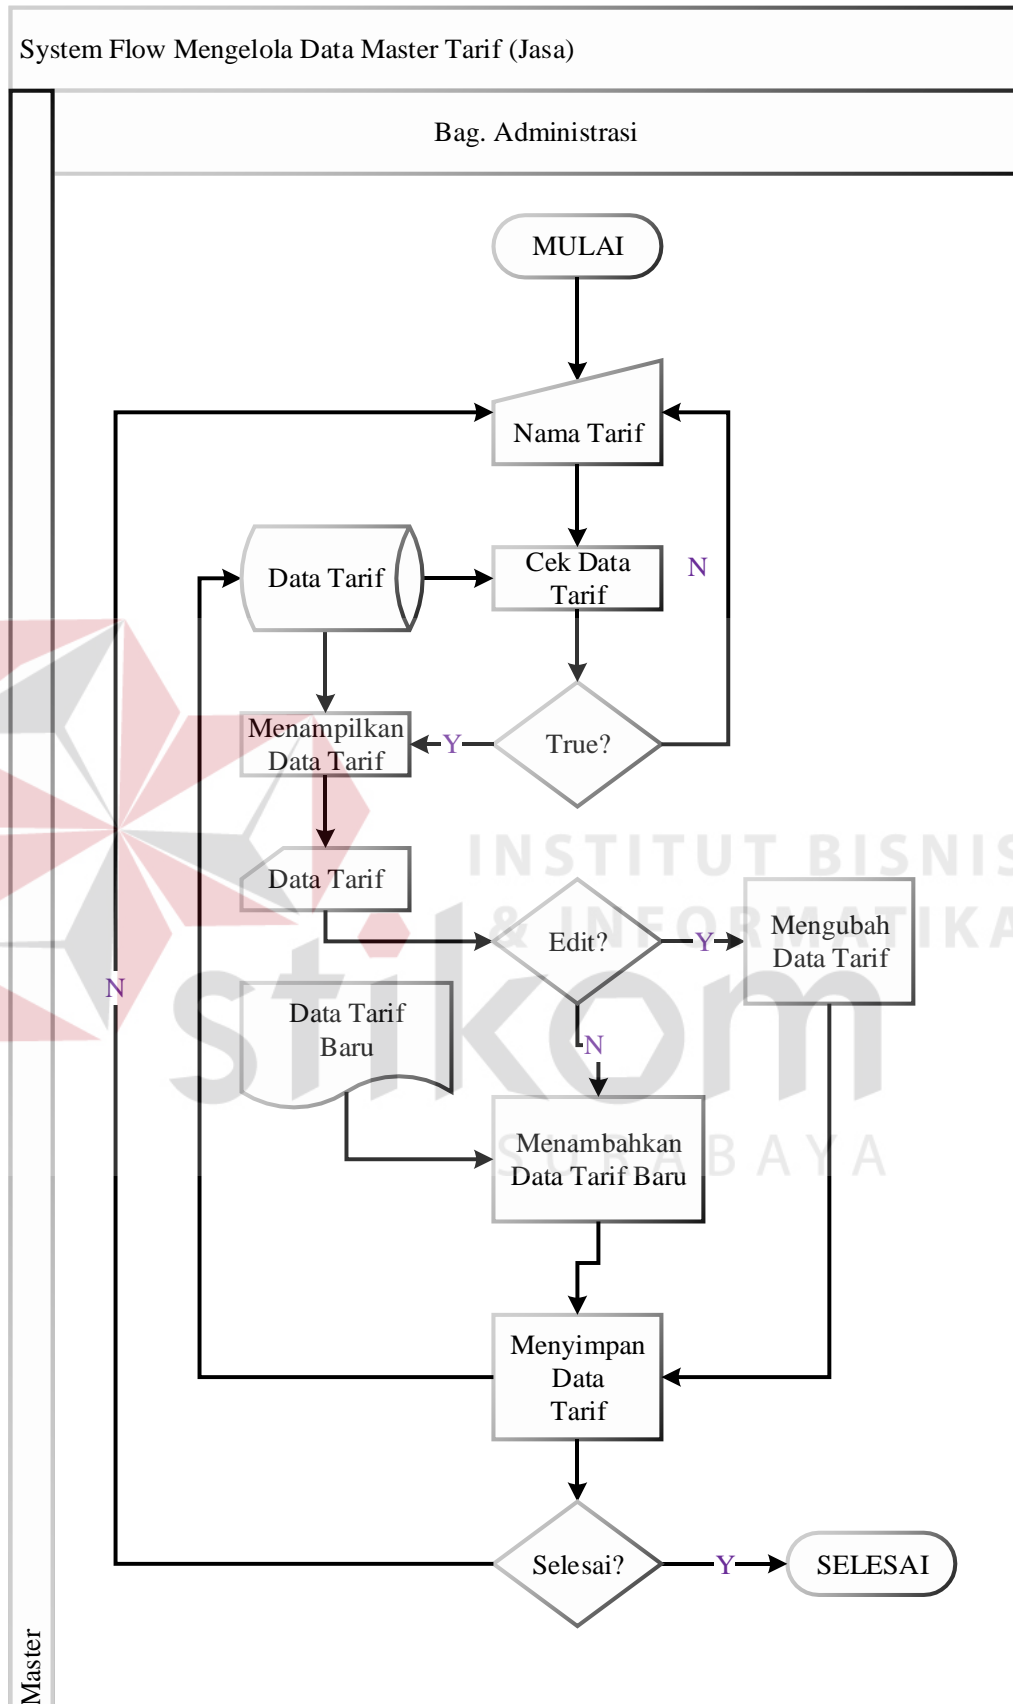 System Flow Mengelola Data Master Tarif (Jasa)
Bag. Administrasi
MULAI
Nama Tarif
Data Tarif
Cek Data
Tarif
N
Menampilkan
Data Tarif
Y
True?
Data Tarif
Edit?
Y
Mengubah
Data Tarif
N
Data Tarif
Baru
N
Menambahkan
Data Tarif Baru
Menyimpan
Data
Tarif
Selesai?
Y
SELESAI
Master
INSTITUT BISNIS
& INFORMATIKA
stikom
SURABAYA